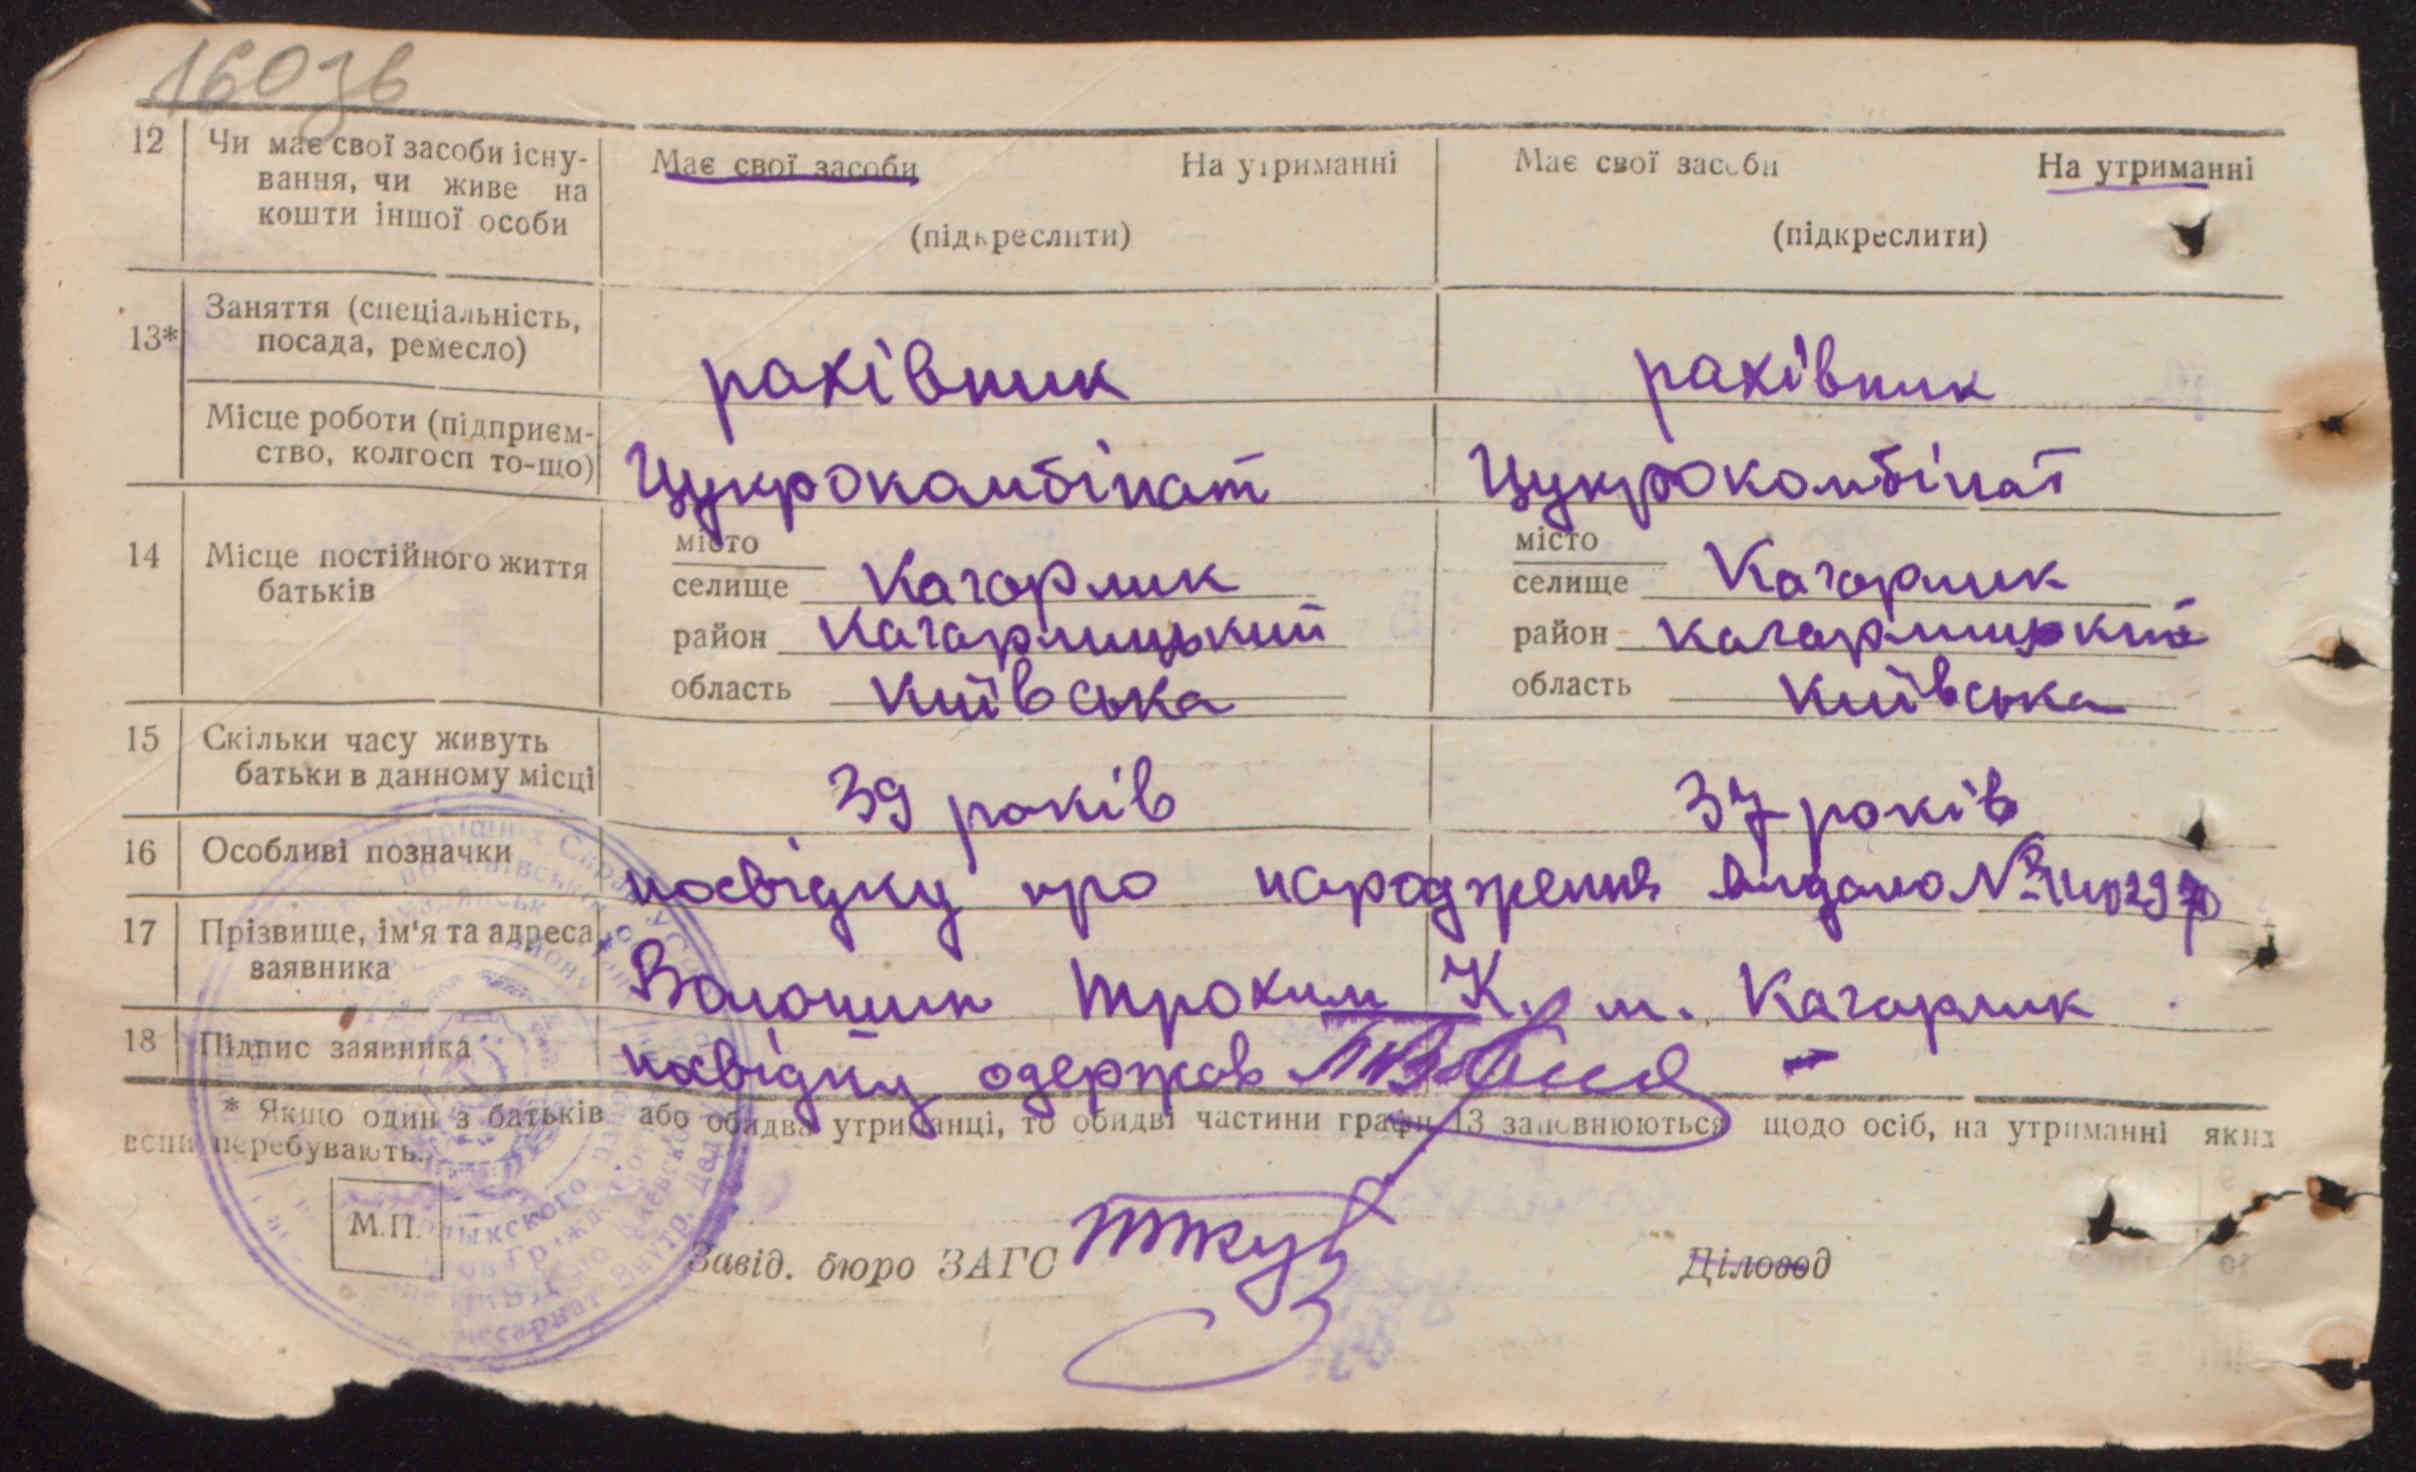 160зв
12 Чи має свої засоби існу- Має свої засоби На утриманні Має свої засоби На утриманні
вання, чи живе на
кошти іншої особи (підкреслити) (підкреслити)
13* Заняття (спеціальність,
посада, ремесло) рахівник рахівник
Місце роботи (підприєм-
ство, колгосп то-що) Цукрокомбінат Цукрокомбінат
14 Місце постійного життя місто місто
батьків селище Кагарлик селище Кагарлик
район Кагарлицький район Кагарлицький
область Київська область Київська
15 Скільки часу живуть
батьки в данному місці 39 років 37 років
16 Особливі позначки посвідку про народження видано №
17 Прізвище, ім'я та адреса
заявника Волошин Трохим К. м. Кагарлик
18 Підпис заявника посвідку одержав
* Якщо один з батьків або обидва утриманці, то обидві частини графи 13 заповнюються щодо осіб, на утриманні яких
вони перебувають.
М.П.
Завід. бюро ЗАГС Діловод